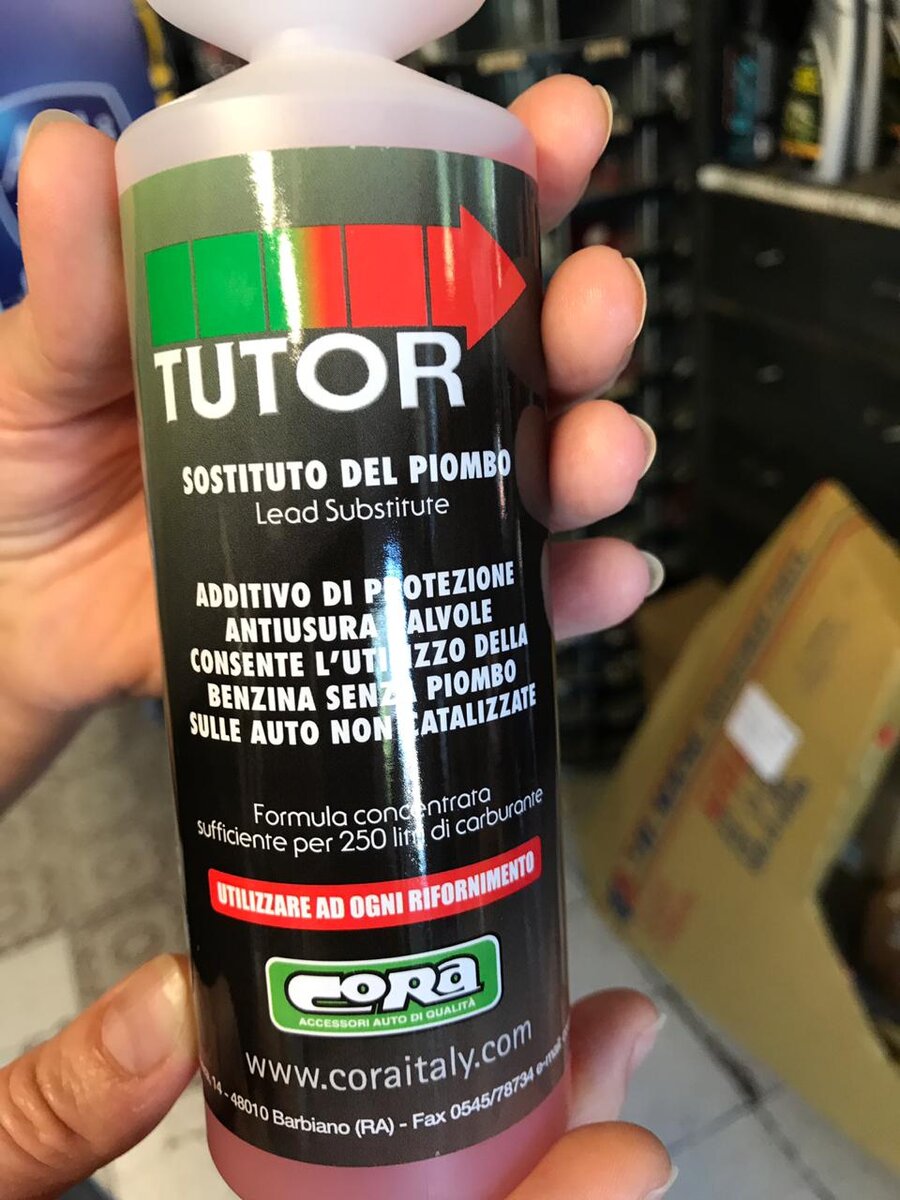 TUTOR
SOSTITUTO DEL PIOMBO
Lead Substitute
ADDITIVO DI PROTEZIONE
ANTIUSURA VALVOLE
CONSENTE L'UTILIZZO DELLA
BENZINA SENZA PIOMBO
SULLE AUTO NON CATALIZZATE
Formula concentrata
sufficiente per 250 litri di carburante
UTILIZZARE AD OGNI RIFORNIMENTO
CORA
ACCESSORI AUTO DI QUALITÀ
www.coraitaly.com
14 - 48010 Barbiano (RA) - Fax 0545/78734 e-mail